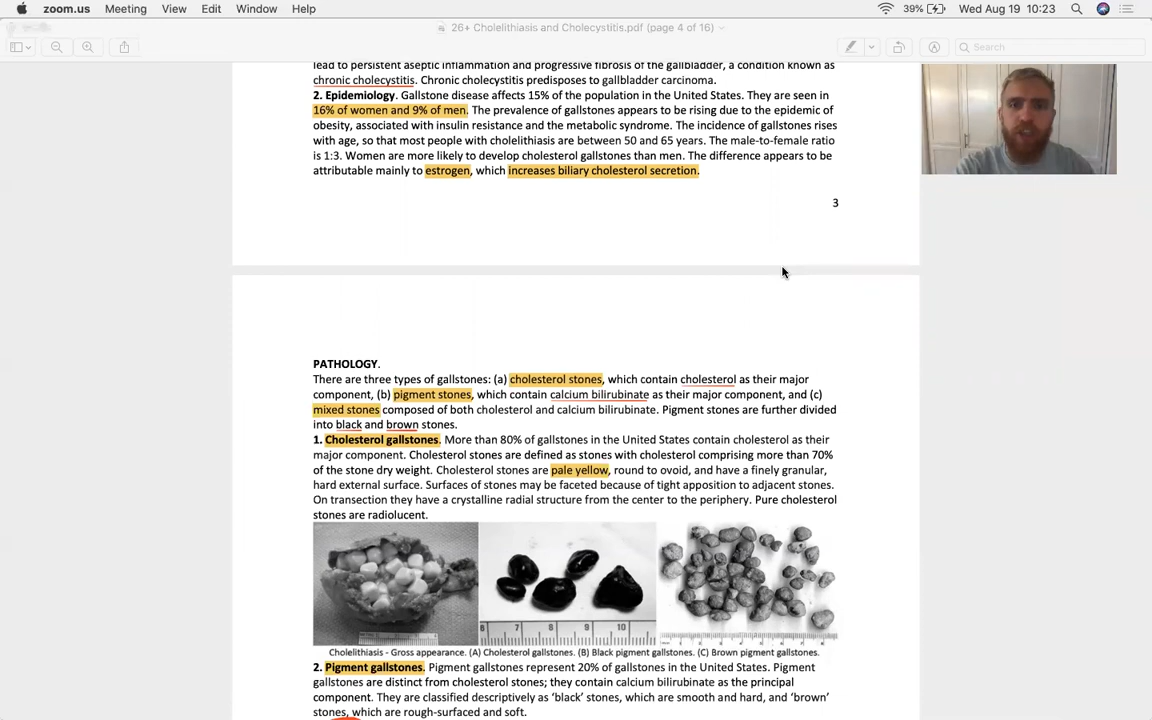 zoom.us Meeting View Edit Window Help 39% Wed Aug 19 10:23
26+ Cholelithiasis and Cholecystitis.pdf (page 4 of 16)
Search
lead to persistent aseptic inflammation and progressive fibrosis of the gallbladder, a condition known as
chronic cholecystitis. Chronic cholecystitis predisposes to gallbladder carcinoma.
2. Epidemiology. Gallstone disease affects 15% of the population in the United States. They are seen in
16% of women and 9% of men. The prevalence of gallstones appears to be rising due to the epidemic of
obesity, associated with insulin resistance and the metabolic syndrome. The incidence of gallstones rises
with age, so that most people with cholelithiasis are between 50 and 65 years. The male-to-female ratio
is 1:3. Women are more likely to develop cholesterol gallstones than men. The difference appears to be
attributable mainly to estrogen, which increases biliary cholesterol secretion.
3
PATHOLOGY.
There are three types of gallstones: (a) cholesterol stones, which contain cholesterol as their major
component, (b) pigment stones, which contain calcium bilirubinate as their major component, and (c)
mixed stones composed of both cholesterol and calcium bilirubinate. Pigment stones are further divided
into black and brown stones.
1. Cholesterol gallstones. More than 80% of gallstones in the United States contain cholesterol as their
major component. Cholesterol stones are defined as stones with cholesterol comprising more than 70%
of the stone dry weight. Cholesterol stones are pale yellow, round to ovoid, and have a finely granular,
hard external surface. Surfaces of stones may be faceted because of tight apposition to adjacent stones.
On transection they have a crystalline radial structure from the center to the periphery. Pure cholesterol
stones are radiolucent.
6 7 8 9 10
Cholelithiasis - Gross appearance. (A) Cholesterol gallstones. (B) Black pigment gallstones. (C) Brown pigment gallstones.
2. Pigment gallstones. Pigment gallstones represent 20% of gallstones in the United States. Pigment
gallstones are distinct from cholesterol stones; they contain calcium bilirubinate as the principal
component. They are classified descriptively as ‘black’ stones, which are smooth and hard, and ‘brown’
stones, which are rough-surfaced and soft.